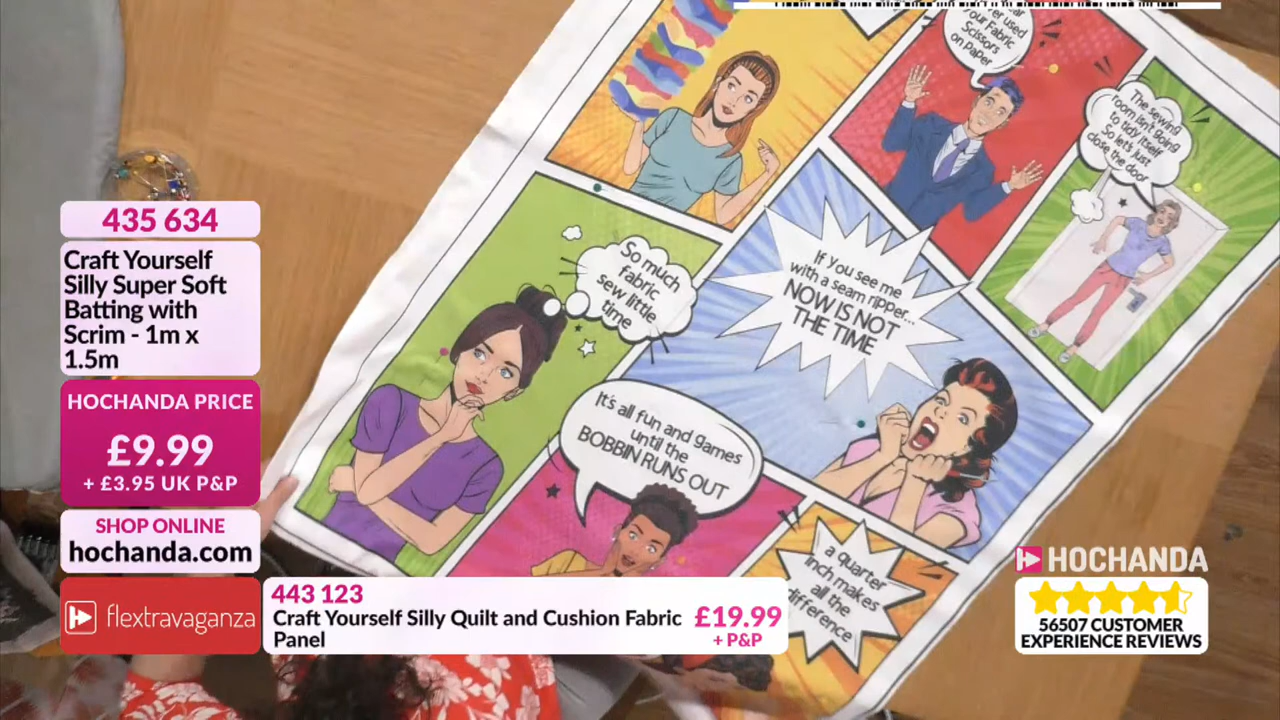 ver used
your Fabric
Scissors
on paper
The sewing
room isn't going
to tidy itself
So let's just
close the door
So much
fabric
sew little
time
If you see me
with a seam ripper...
NOW IS NOT
THE TIME
It's all fun and games
until the
BOBBIN RUNS OUT
a quarter
inch makes
all the
difference
435 634
Craft Yourself
Silly Super Soft
Batting with
Scrim - 1m x
1.5m
HOCHANDA PRICE
£9.99
+ £3.95 UK P&P
SHOP ONLINE
hochanda.com
flextravaganza
443 123
Craft Yourself Silly Quilt and Cushion Fabric
Panel
£19.99
+ P&P
HOCHANDA
56507 CUSTOMER
EXPERIENCE REVIEWS